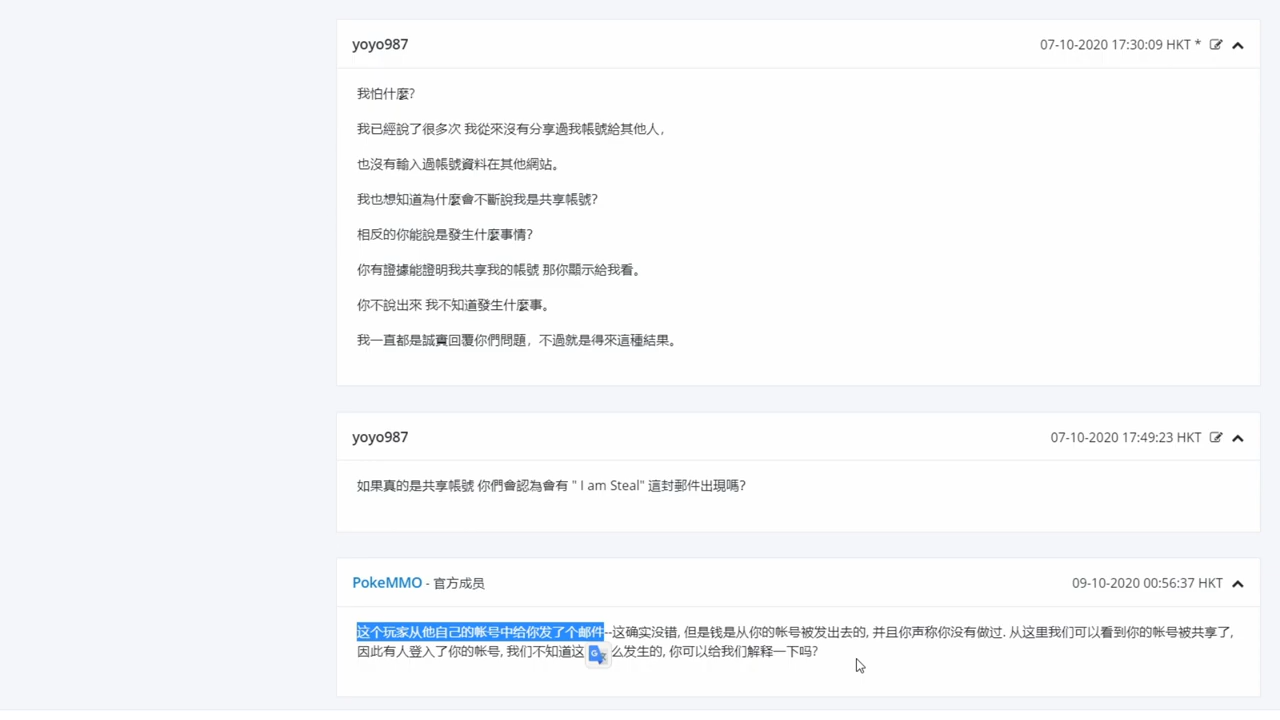 yoyo987
07-10-2020 17:30:09 HKT *
我怕什麼?
我已經說了很多次 我從來沒有分享過我帳號給其他人,
也沒有輸入過帳號資料在其他網站。
我也想知道為什麼會不斷說我是共享帳號?
相反的你能說是發生什麼事情?
你有證據能證明我共享我的帳號 那你顯示給我看。
你不說出來 我不知道發生什麼事。
我一直都是誠實回覆你們問題，不過就是得來這種結果。
yoyo987
07-10-2020 17:49:23 HKT
如果真的是共享帳號 你們會認為會有 " I am Steal" 這封郵件出現嗎?
PokeMMO - 官方成员
09-10-2020 00:56:37 HKT
这个玩家从他自己的帐号中给你发了个邮件--这确实没错, 但是钱是从你的帐号被发出去的, 并且你声称你没有做过. 从这里我们可以看到你的帐号被共享了,
因此有人登入了你的帐号, 我们不知道这 么发生的, 你可以给我们解释一下吗?